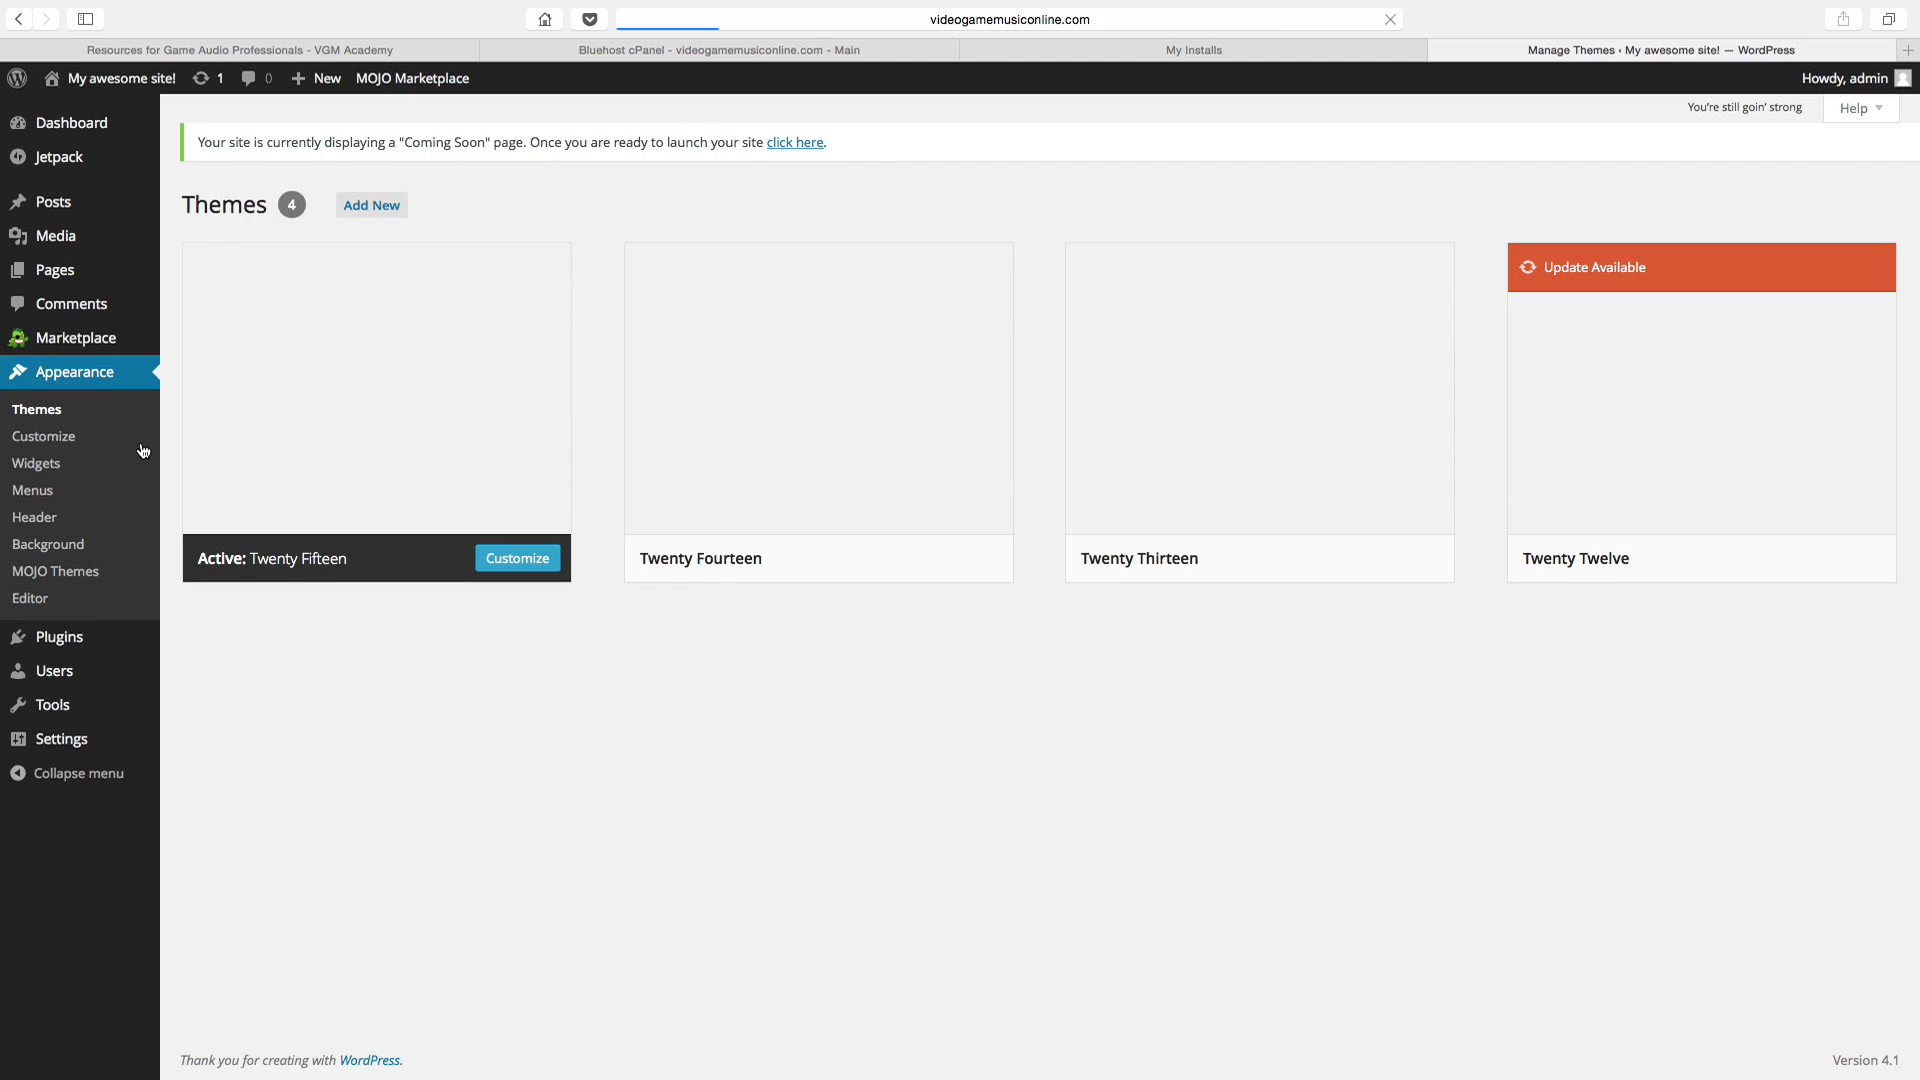 videogamemusiconline.com
Resources for Game Audio Professionals - VGM Academy
Bluehost cPanel - videogamemusiconline.com - Main
My Installs
Manage Themes ‹ My awesome site! — WordPress
My awesome site!
1
0
New
MOJO Marketplace
Howdy, admin
You're still goin' strong
Help
Dashboard
Jetpack
Posts
Media
Pages
Comments
Marketplace
Appearance
Themes
Customize
Widgets
Menus
Header
Background
MOJO Themes
Editor
Plugins
Users
Tools
Settings
Collapse menu
Your site is currently displaying a "Coming Soon" page. Once you are ready to launch your site click here.
Themes 4 Add New
Update Available
Active: Twenty Fifteen
Customize
Twenty Fourteen
Twenty Thirteen
Twenty Twelve
Thank you for creating with WordPress.
Version 4.1